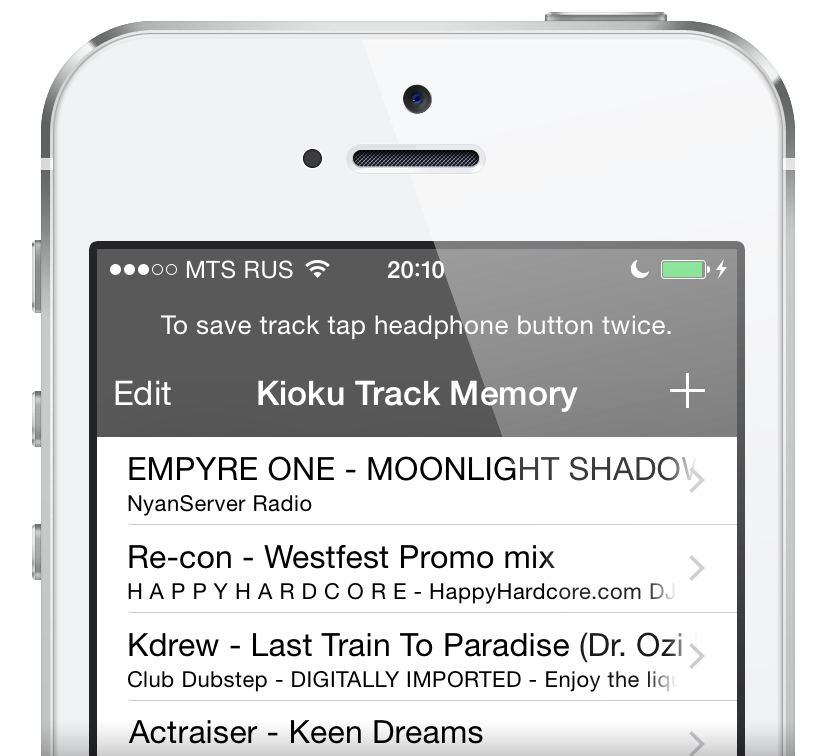 MTS RUS 20:10
To save track tap headphone button twice.
Edit Kioku Track Memory +
EMPYRE ONE - MOONLIGHT SHADOW
NyanServer Radio
Re-con - Westfest Promo mix
H A P P Y H A R D C O R E - HappyHardcore.com DJ
Kdrew - Last Train To Paradise (Dr. Ozi
Club Dubstep - DIGITALLY IMPORTED - Enjoy the liq
Actraiser - Keen Dreams